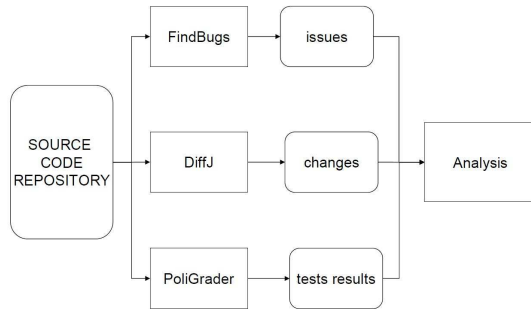 FindBugs
issues
SOURCE
CODE
REPOSITORY
DiffJ
changes
Analysis
PoliGrader
tests results